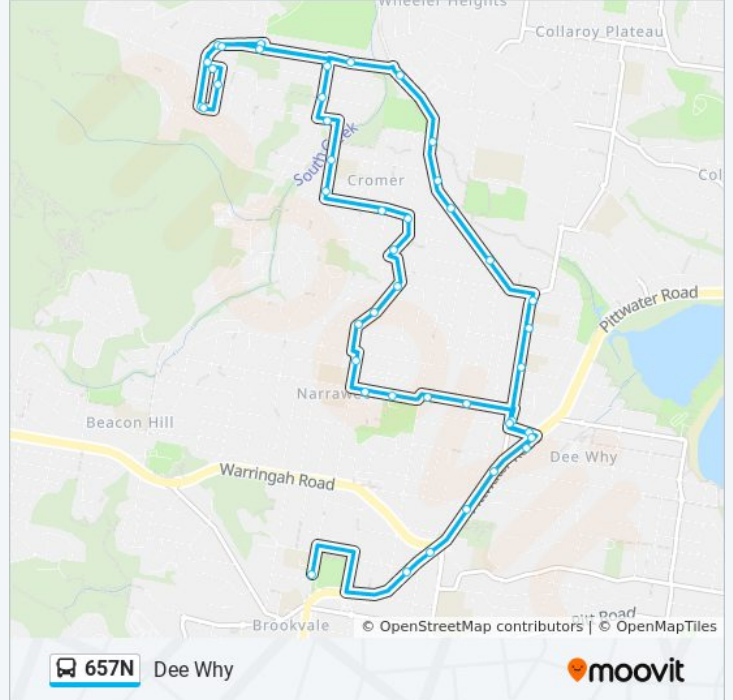 Wheeler Heights
Collaroy Plateau
South Creek
Cromer
Col
Pittwater Road
Narrawee
Beacon Hill
Dee Why
Warringah Road
Brookvale
© OpenStreetMap contributors | © OpenMapTiles
657N Dee Why
moovit